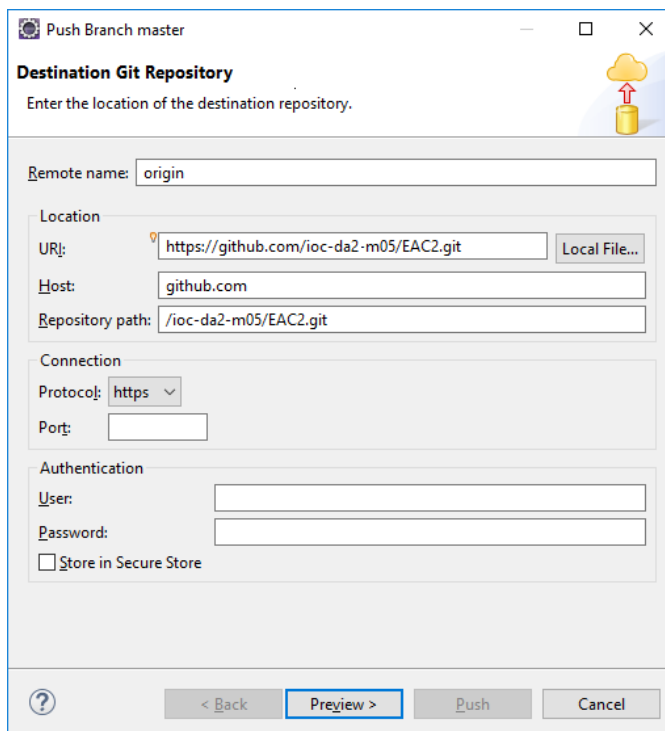 Push Branch master
Destination Git Repository
Enter the location of the destination repository.
Remote name: origin
Location
URI: https://github.com/ioc-da2-m05/EAC2.git Local File...
Host: github.com
Repository path: /ioc-da2-m05/EAC2.git
Connection
Protocol: https
Port:
Authentication
User:
Password:
Store in Secure Store
? < Back Preview > Push Cancel